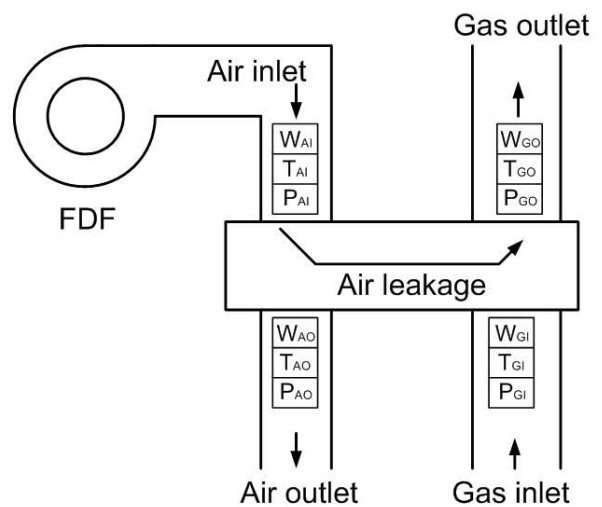 Gas outlet
Air inlet
WAI
TAI
PAI
WGO
TGO
PGO
FDF
Air leakage
WAO
TAO
PAO
WGI
TGI
PGI
Air outlet
Gas inlet